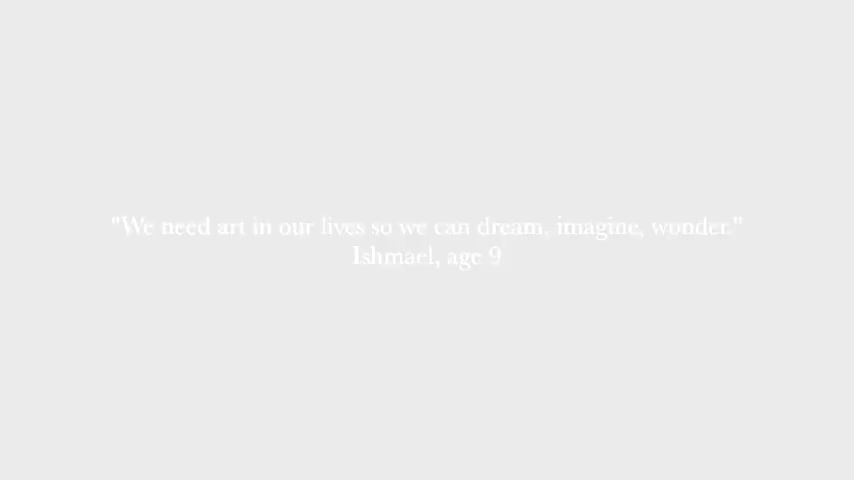 "We need art in our lives so we can dream, imagine, wonder."
Ishmael, age 9